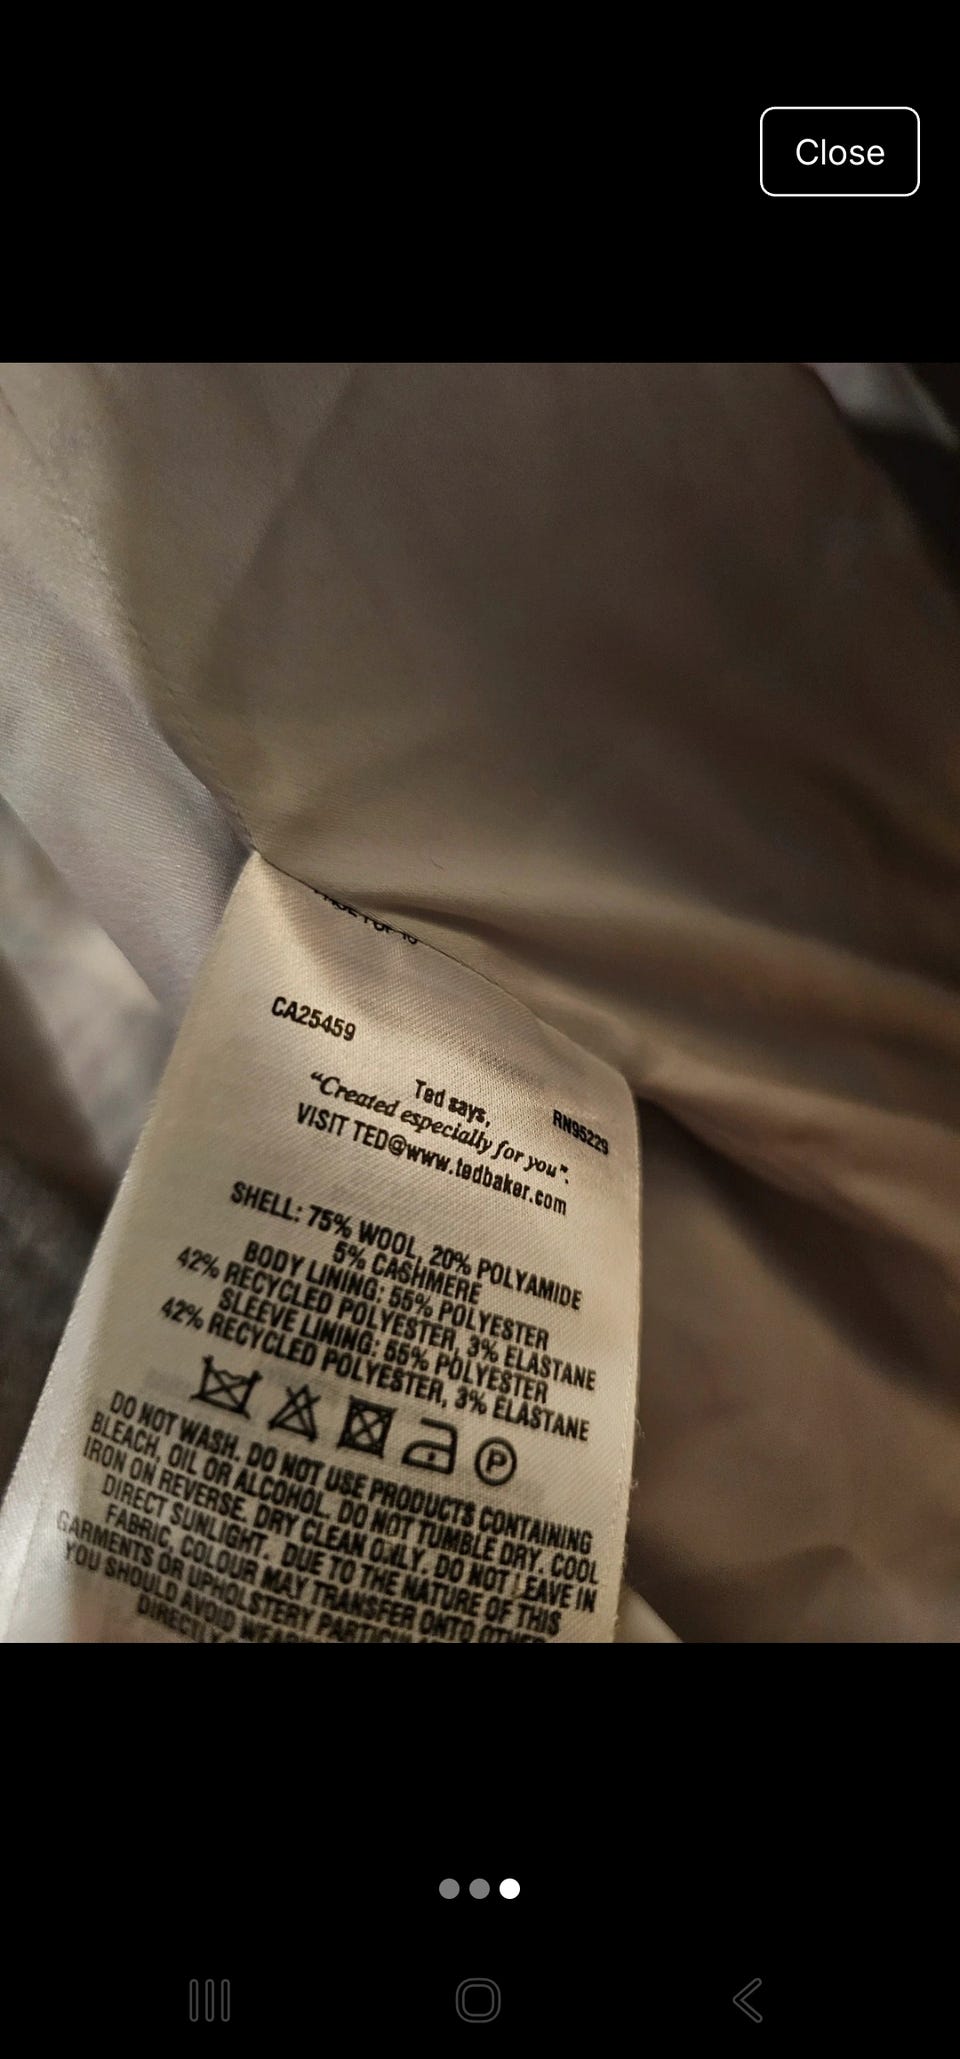 Close
CA25459
Ted says,
RN95229
“Created especially for you”.
VISIT TED@www.tedbaker.com
SHELL: 75% WOOL, 20% POLYAMIDE
5% CASHMERE
BODY LINING: 55% POLYESTER
42% RECYCLED POLYESTER, 3% ELASTANE
SLEEVE LINING: 55% POLYESTER
42% RECYCLED POLYESTER, 3% ELASTANE
P
DO NOT WASH. DO NOT USE PRODUCTS CONTAINING
BLEACH, OIL OR ALCOHOL. DO NOT TUMBLE DRY. COOL
IRON ON REVERSE. DRY CLEAN ONLY. DO NOT LEAVE IN
DIRECT SUNLIGHT. DUE TO THE NATURE OF THIS
FABRIC, COLOUR MAY TRANSFER ONTO OTHER
GARMENTS OR UPHOLSTERY
YOU SHOULD AVOID
DIRECTLY